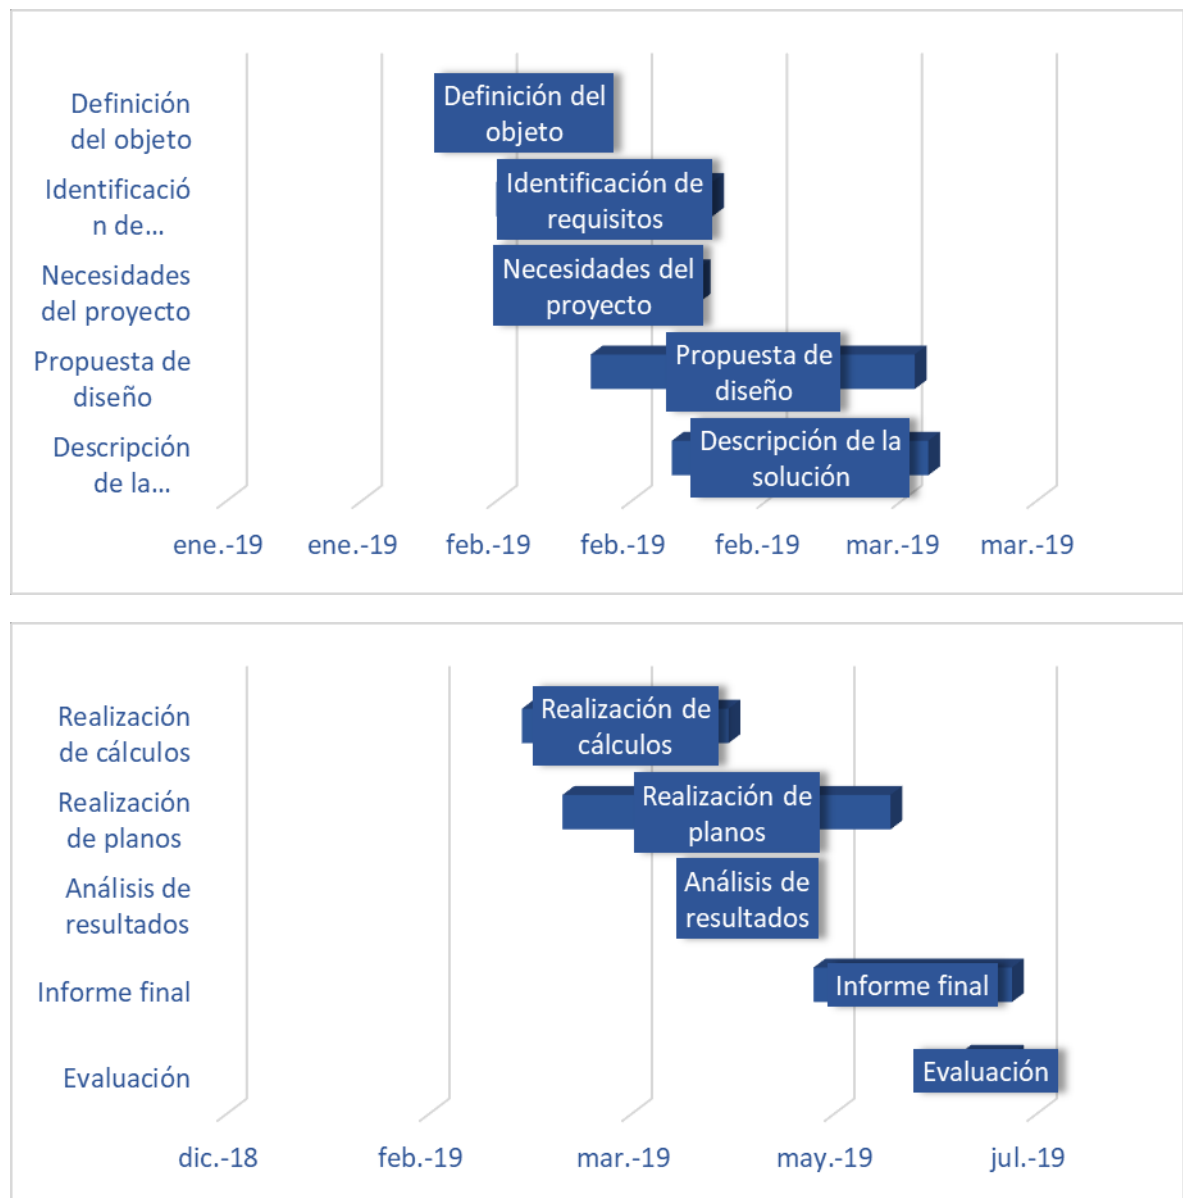 Definición
del objeto
Definición del
objeto
Identificació
n de...
Identificación de
requisitos
Necesidades
del proyecto
Necesidades del
proyecto
Propuesta de
diseño
Propuesta de
diseño
Descripción
de la...
Descripción de la
solución
ene.-19 ene.-19 feb.-19 feb.-19 feb.-19 mar.-19 mar.-19
Realización
de cálculos
Realización de
cálculos
Realización
de planos
Realización de
planos
Análisis de
resultados
Análisis de
resultados
Informe final
Informe final
Evaluación
Evaluación
dic.-18 feb.-19 mar.-19 may.-19 jul.-19